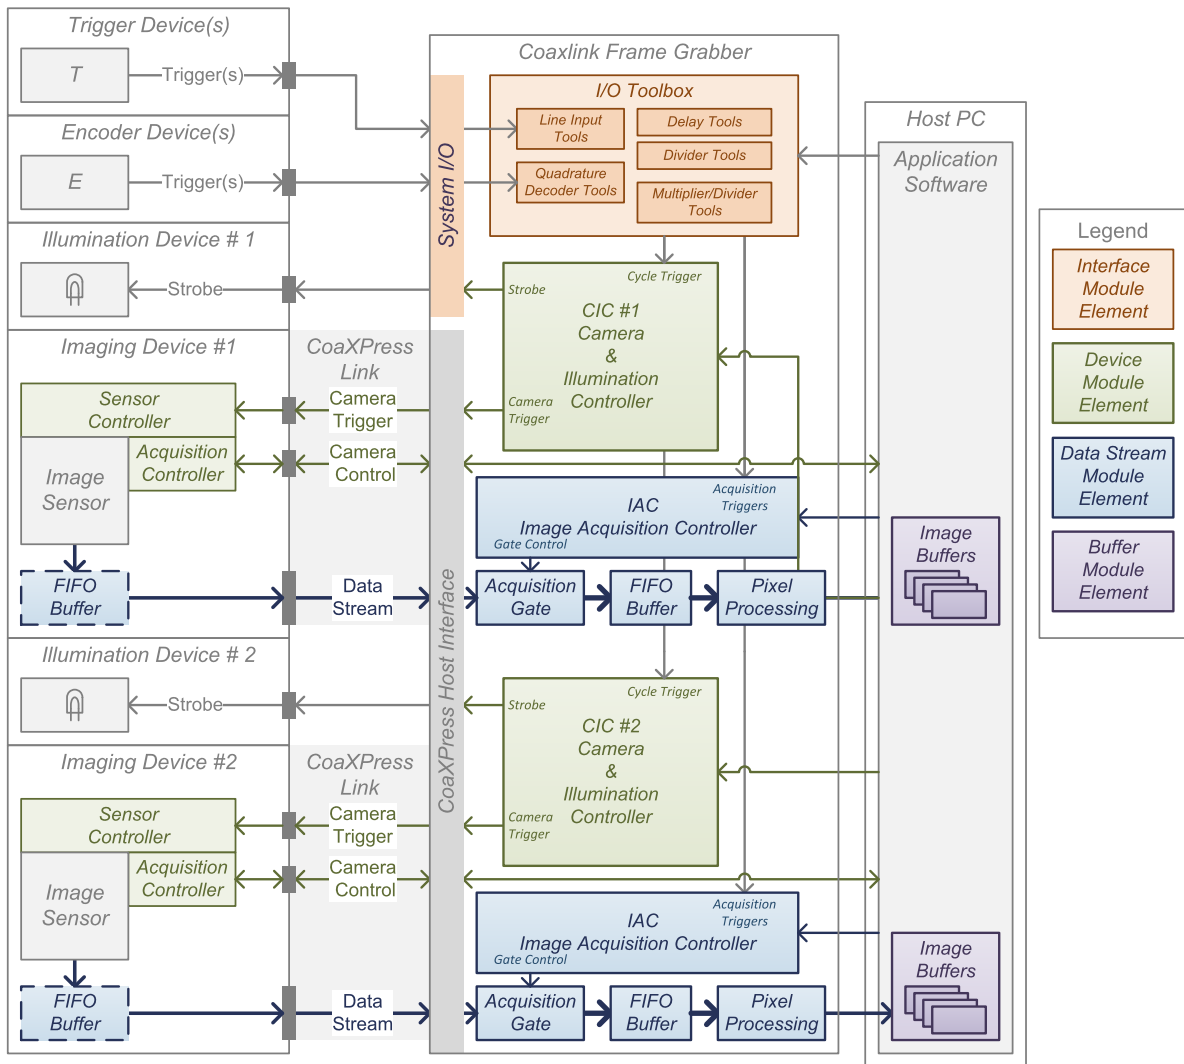 Trigger Device(s)
T
Trigger(s)
Encoder Device(s)
E
Trigger(s)
Illumination Device # 1
Strobe
Imaging Device #1
Sensor
Controller
Acquisition
Controller
Image
Sensor
FIFO
Buffer
CoaXPress
Link
Camera
Trigger
Camera
Control
Data
Stream
Illumination Device # 2
Strobe
Imaging Device #2
Sensor
Controller
Acquisition
Controller
Image
Sensor
FIFO
Buffer
CoaXPress
Link
Camera
Trigger
Camera
Control
Data
Stream
Coaxlink Frame Grabber
System I/O
CoaXPress Host Interface
I/O Toolbox
Line Input
Tools
Quadrature
Decoder Tools
Delay Tools
Divider Tools
Multiplier/Divider
Tools
Cycle Trigger
Strobe
CIC #1
Camera
&
Illumination
Controller
Camera
Trigger
Acquisition
Triggers
IAC
Image Acquisition Controller
Gate Control
Acquisition
Gate
FIFO
Buffer
Pixel
Processing
Cycle Trigger
Strobe
CIC #2
Camera
&
Illumination
Controller
Camera
Trigger
Acquisition
Triggers
IAC
Image Acquisition Controller
Gate Control
Acquisition
Gate
FIFO
Buffer
Pixel
Processing
Host PC
Application
Software
Image
Buffers
Image
Buffers
Legend
Interface
Module
Element
Device
Module
Element
Data Stream
Module
Element
Buffer
Module
Element